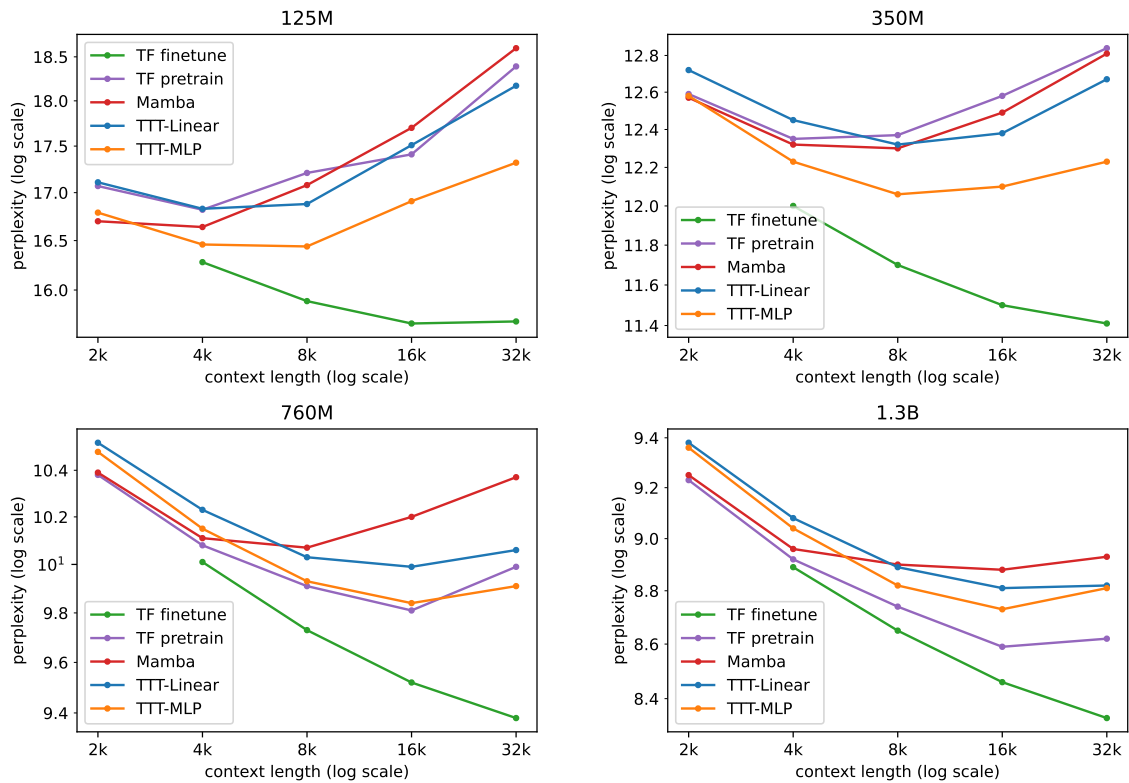 125M
18.5
18.0
17.5
17.0
16.5
16.0
perplexity (log scale)
TF finetune
TF pretrain
Mamba
TTT-Linear
TTT-MLP
2k 4k 8k 16k 32k
context length (log scale)
350M
12.8
12.6
12.4
12.2
12.0
11.8
11.6
11.4
perplexity (log scale)
TF finetune
TF pretrain
Mamba
TTT-Linear
TTT-MLP
2k 4k 8k 16k 32k
context length (log scale)
760M
10.4
10.2
10¹
9.8
9.6
9.4
perplexity (log scale)
TF finetune
TF pretrain
Mamba
TTT-Linear
TTT-MLP
2k 4k 8k 16k 32k
context length (log scale)
1.3B
9.4
9.2
9.0
8.8
8.6
8.4
perplexity (log scale)
TF finetune
TF pretrain
Mamba
TTT-Linear
TTT-MLP
2k 4k 8k 16k 32k
context length (log scale)